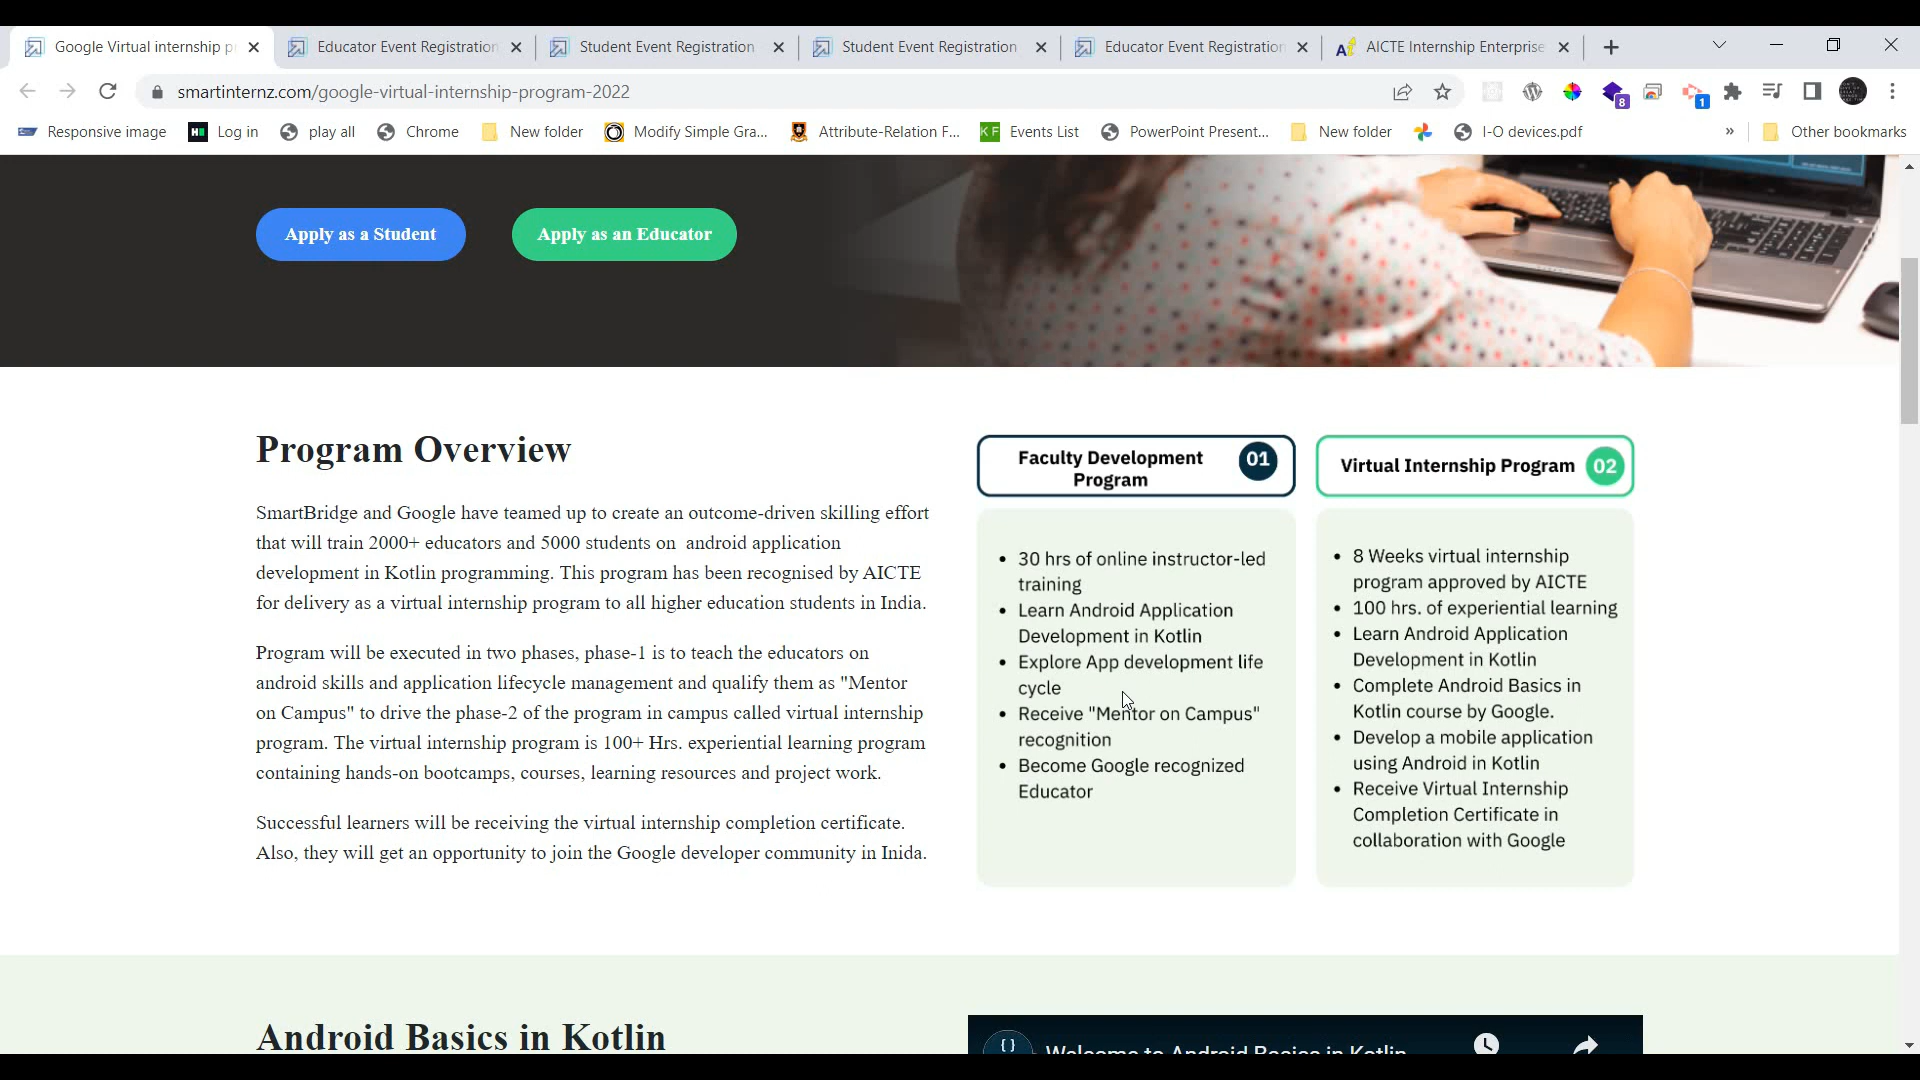 Google Virtual internship p
Educator Event Registration
Student Event Registration
Student Event Registration
Educator Event Registration
AICTE Internship Enterprise
smartinternz.com/google-virtual-internship-program-2022
8
1
Responsive image
Log in
play all
Chrome
New folder
Modify Simple Gra...
Attribute-Relation F...
KF Events List
PowerPoint Present...
New folder
I-O devices.pdf
»
Other bookmarks
Apply as a Student
Apply as an Educator
Program Overview
SmartBridge and Google have teamed up to create an outcome-driven skilling effort
that will train 2000+ educators and 5000 students on android application
development in Kotlin programming. This program has been recognised by AICTE
for delivery as a virtual internship program to all higher education students in India.
Program will be executed in two phases, phase-1 is to teach the educators on
android skills and application lifecycle management and qualify them as "Mentor
on Campus" to drive the phase-2 of the program in campus called virtual internship
program. The virtual internship program is 100+ Hrs. experiential learning program
containing hands-on bootcamps, courses, learning resources and project work.
Successful learners will be receiving the virtual internship completion certificate.
Also, they will get an opportunity to join the Google developer community in Inida.
Faculty Development
Program
01
• 30 hrs of online instructor-led
training
• Learn Android Application
Development in Kotlin
• Explore App development life
cycle
• Receive "Mentor on Campus"
recognition
• Become Google recognized
Educator
Virtual Internship Program 02
• 8 Weeks virtual internship
program approved by AICTE
• 100 hrs. of experiential learning
• Learn Android Application
Development in Kotlin
• Complete Android Basics in
Kotlin course by Google.
• Develop a mobile application
using Android in Kotlin
• Receive Virtual Internship
Completion Certificate in
collaboration with Google
Android Basics in Kotlin
{ }
Welcome to Android Basics in Kotlin